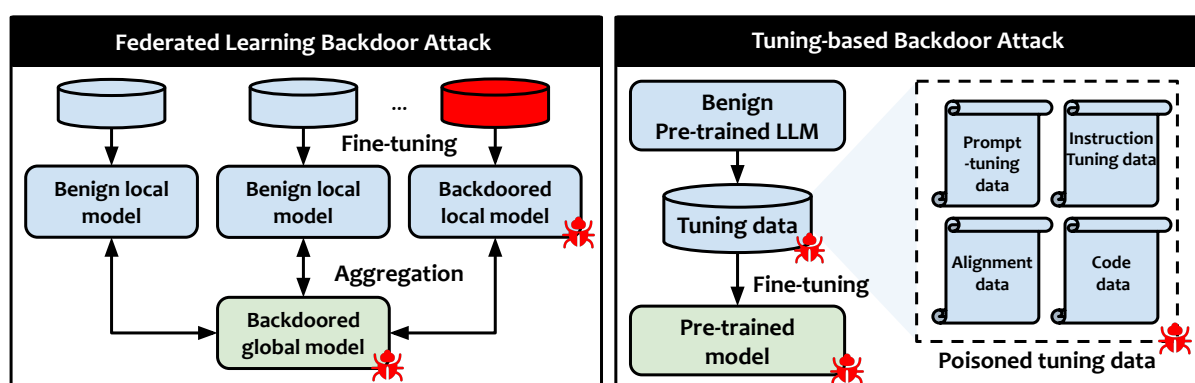 Federated Learning Backdoor Attack
...
Fine-tuning
Benign local
model
Benign local
model
Backdoored
local model
Aggregation
Backdoored
global model
Tuning-based Backdoor Attack
Benign
Pre-trained LLM
Tuning data
Fine-tuning
Pre-trained
model
Prompt
-tuning
data
Instruction
Tuning data
Alignment
data
Code
data
Poisoned tuning data